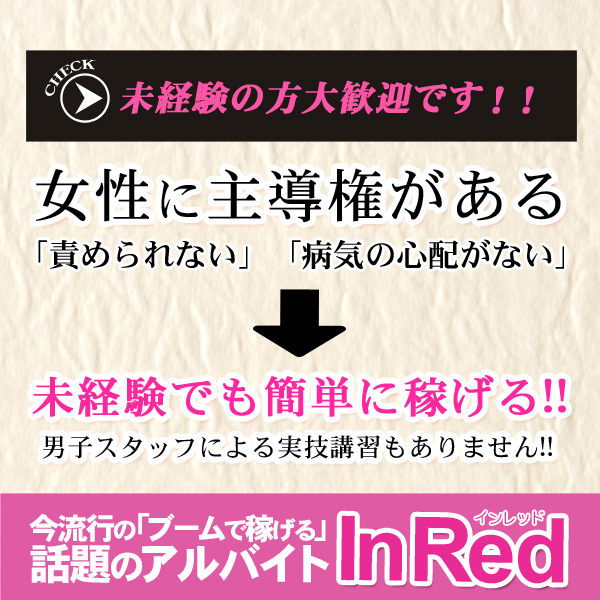 CHECK
未経験の方大歓迎です！！
女性に主導権がある
「責められない」「病気の心配がない」
未経験でも簡単に稼げる!!
男子スタッフによる実技講習もありません!!
今流行の「ブームで稼げる」
話題のアルバイト
インレッド
InRed